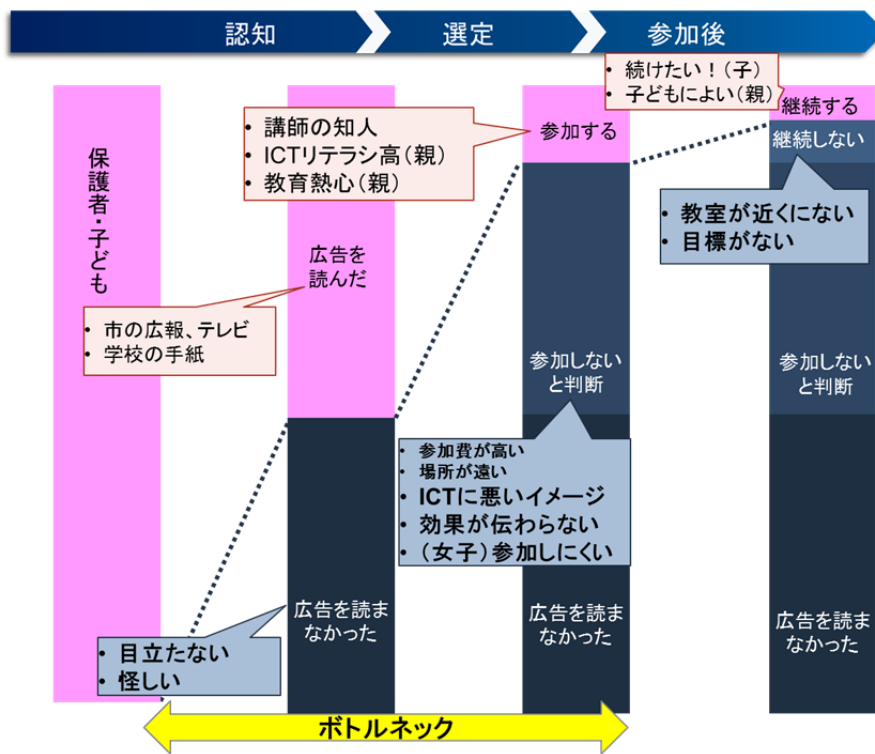 認知
選定
参加後
保護者・子ども
広告を
読んだ
広告を読ま
なかった
• 市の広報、テレビ
• 学校の手紙
• 目立たない
• 怪しい
• 講師の知人
• ICTリテラシ高(親)
• 教育熱心(親)
参加する
参加しない
と判断
• 参加費が高い
• 場所が遠い
• ICTに悪いイメージ
• 効果が伝わらない
• (女子)参加しにくい
広告を読ま
なかった
• 続けたい！(子)
• 子どもによい(親)
継続する
継続しない
• 教室が近くにない
• 目標がない
参加しない
と判断
広告を読ま
なかった
ボトルネック